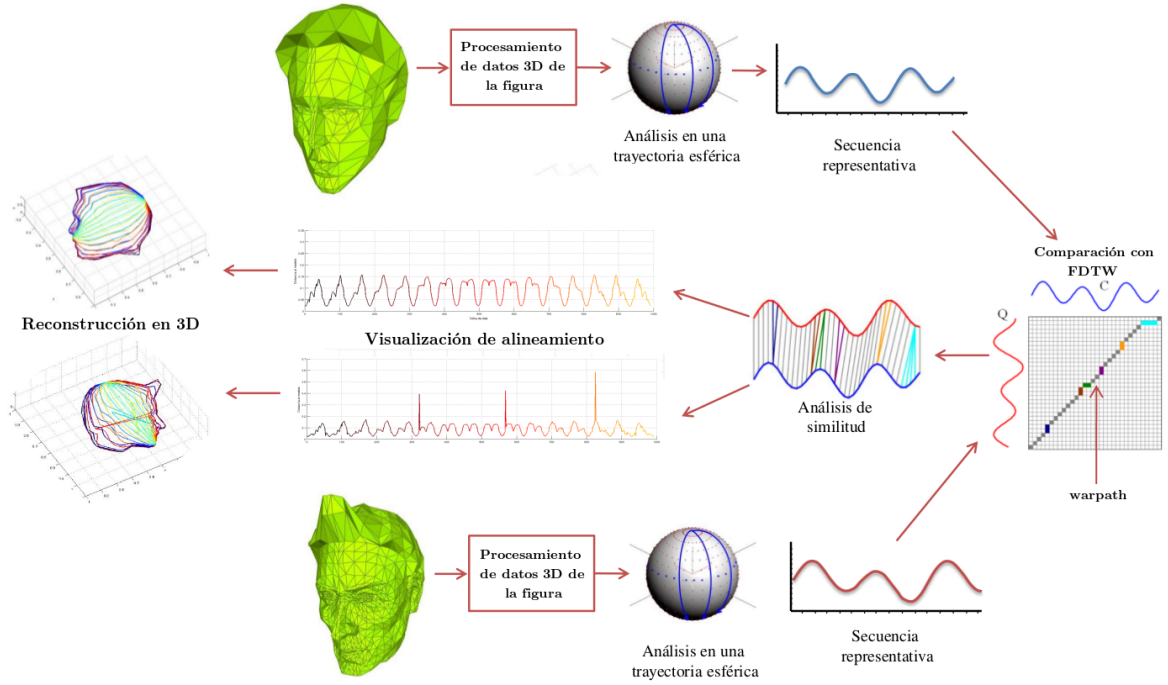 Procesamiento
de datos 3D de
la figura
Análisis en una
trayectoria esférica
Secuencia
representativa
Comparación con
FDTW
C
Q
warpath
Análisis de
similitud
Visualización de alineamiento
Reconstrucción en 3D
Procesamiento
de datos 3D de
la figura
Análisis en una
trayectoria esférica
Secuencia
representativa